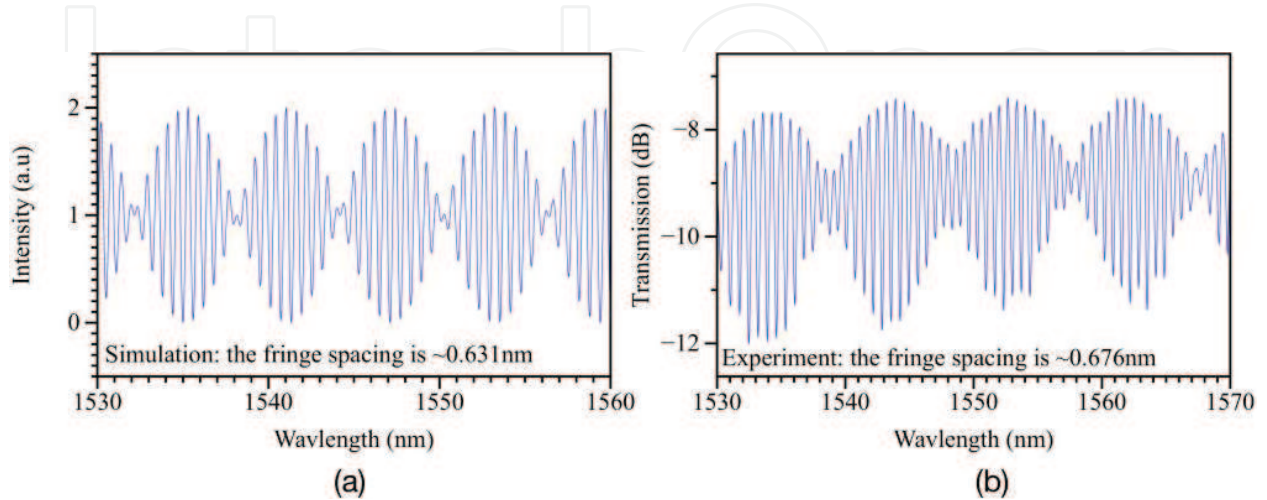 2
1
0
Intensity (a.u)
Simulation: the fringe spacing is ~0.631nm
1530
1540
1550
1560
Wavlength (nm)
(a)
−8
−10
−12
Transmission (dB)
Experiment: the fringe spacing is ~0.676nm
1530
1540
1550
1560
1570
Wavlength (nm)
(b)